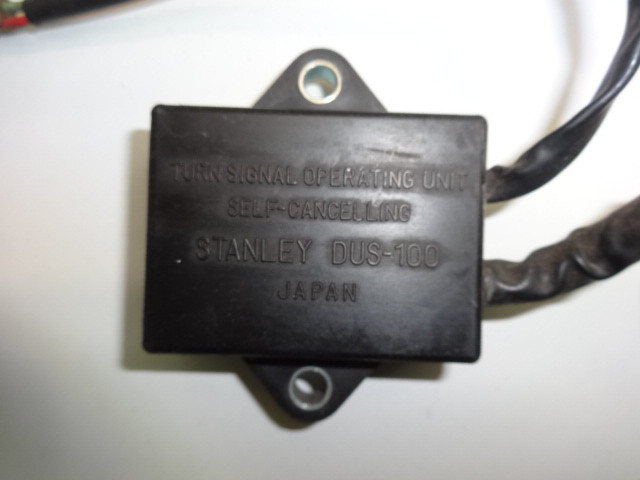 TURN SIGNAL OPERATING UNIT
SELF-CANCELLING
STANLEY DUS-100
JAPAN